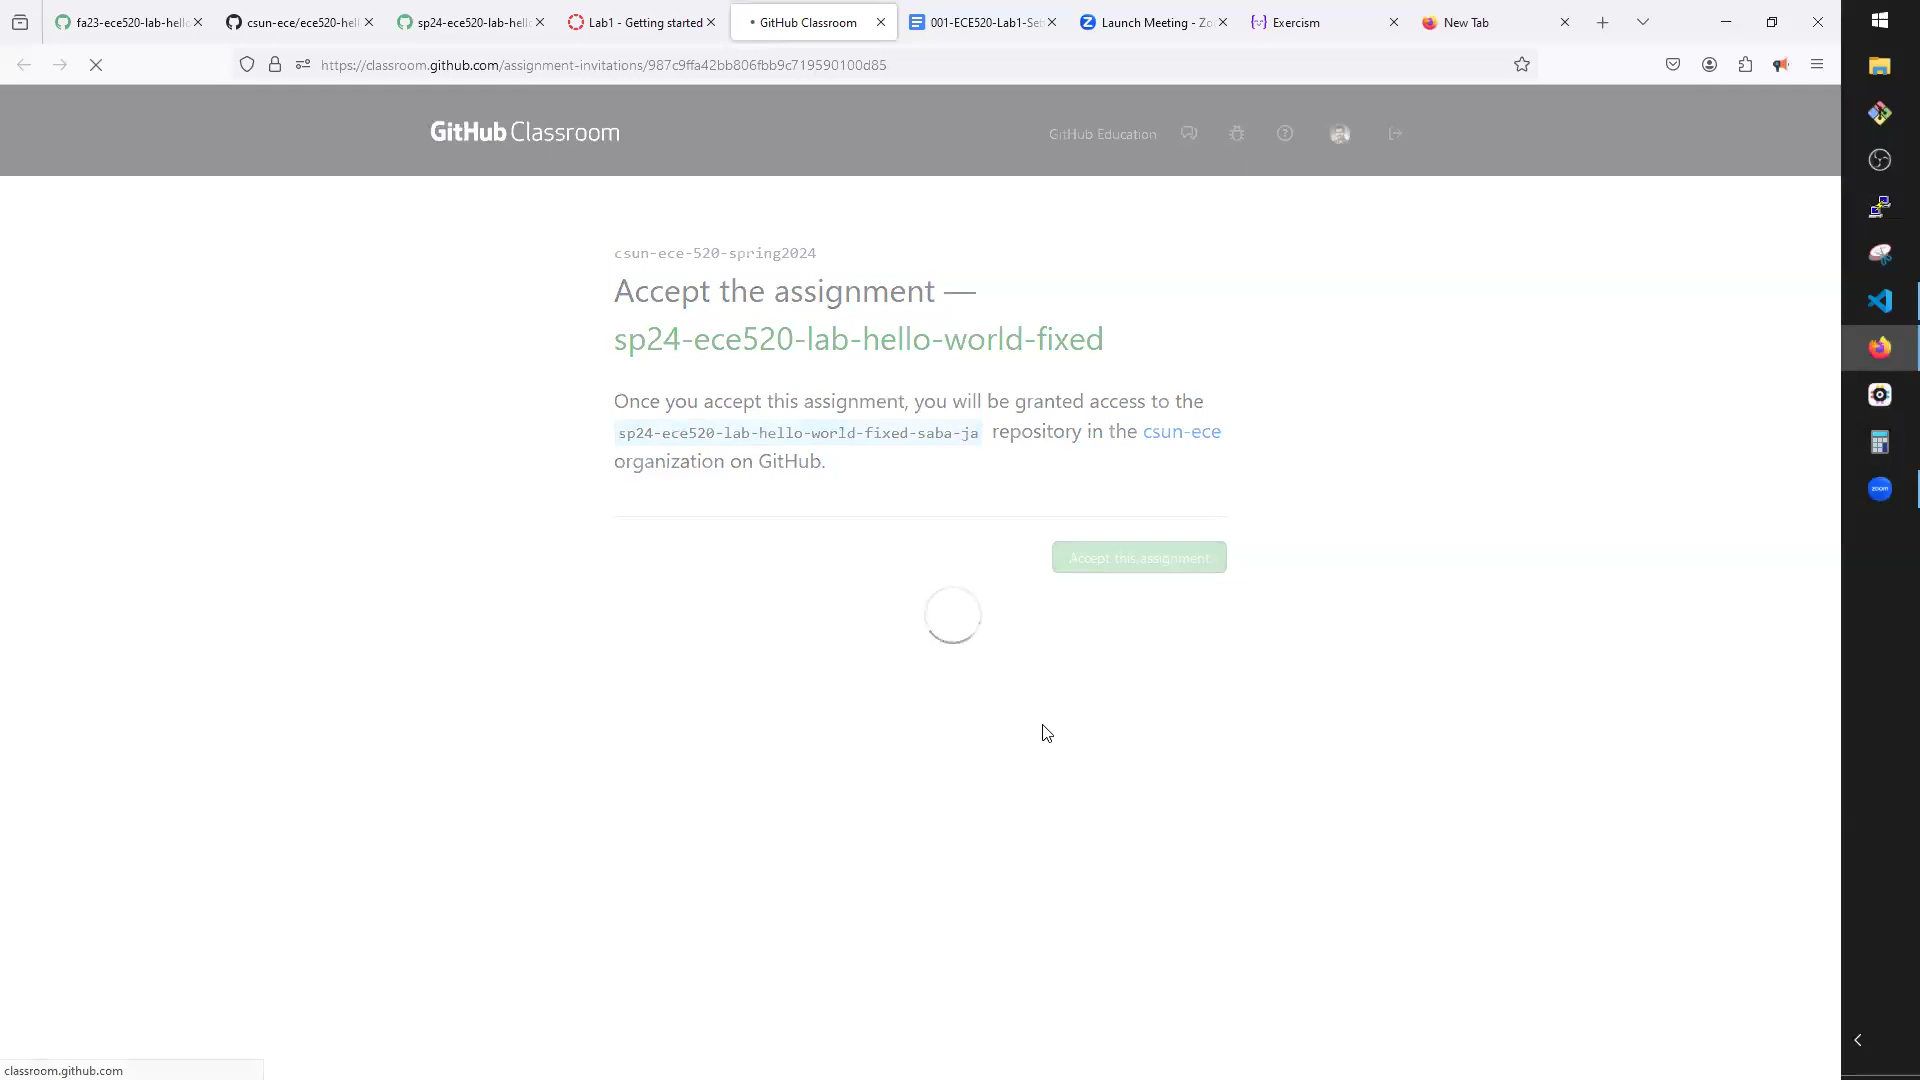 fa23-ece520-lab-hell
csun-ece/ece520-hel
sp24-ece520-lab-hell
Lab1 - Getting started
GitHub Classroom
001-ECE520-Lab1-Se
Launch Meeting - Zo
Exercism
New Tab
https://classroom.github.com/assignment-invitations/987c9ffa42bb806fbb9c719590100d85
GitHub Classroom
GitHub Education
csun-ece-520-spring2024
Accept the assignment —
sp24-ece520-lab-hello-world-fixed
Once you accept this assignment, you will be granted access to the
sp24-ece520-lab-hello-world-fixed-saba-ja repository in the csun-ece
organization on GitHub.
Accept this assignment
zoom
classroom.github.com